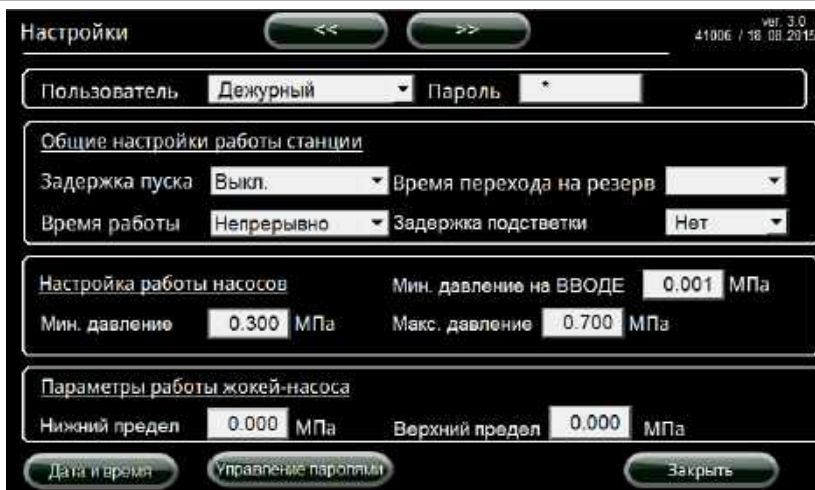 Настройки << >> ver. 3.0
41006 / 18.08.2015
Пользователь Дежурный Пароль *
Общие настройки работы станции
Задержка пуска Выкл. Время перехода на резерв
Время работы Непрерывно Задержка подстветки Нет
Настройка работы насосов Мин. давление на ВВОДЕ 0.001 МПа
Мин. давление 0.300 МПа Макс. давление 0.700 МПа
Параметры работы жокей-насоса
Нижний предел 0.000 МПа Верхний предел 0.000 МПа
Дата и время Управление паролями Закрыть